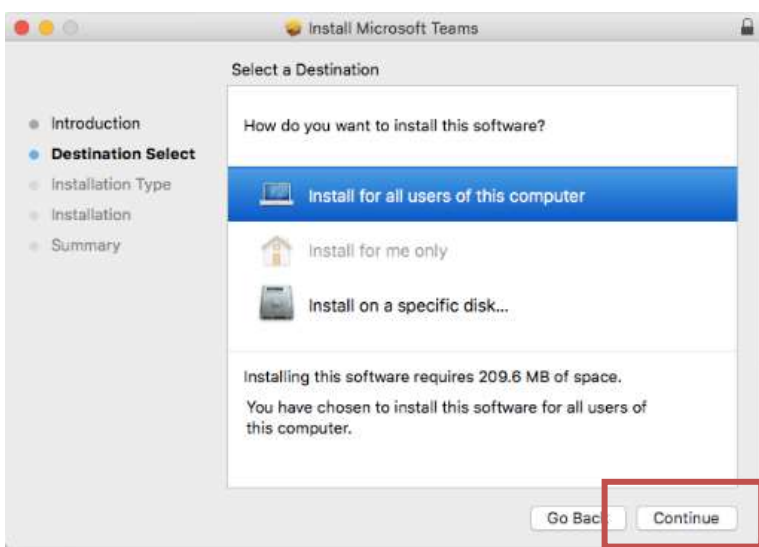 Install Microsoft Teams
Select a Destination
Introduction
Destination Select
Installation Type
Installation
Summary
How do you want to install this software?
Install for all users of this computer
Install for me only
Install on a specific disk...
Installing this software requires 209.6 MB of space.
You have chosen to install this software for all users of
this computer.
Go Back
Continue